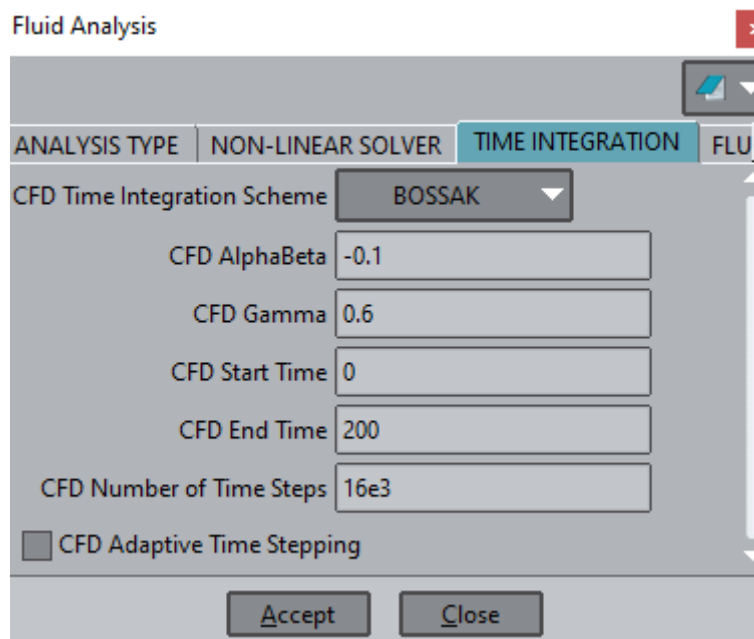 Fluid Analysis
ANALYSIS TYPE NON-LINEAR SOLVER TIME INTEGRATION FLU
CFD Time Integration Scheme BOSSAK
CFD AlphaBeta -0.1
CFD Gamma 0.6
CFD Start Time 0
CFD End Time 200
CFD Number of Time Steps 16e3
CFD Adaptive Time Stepping
Accept Close